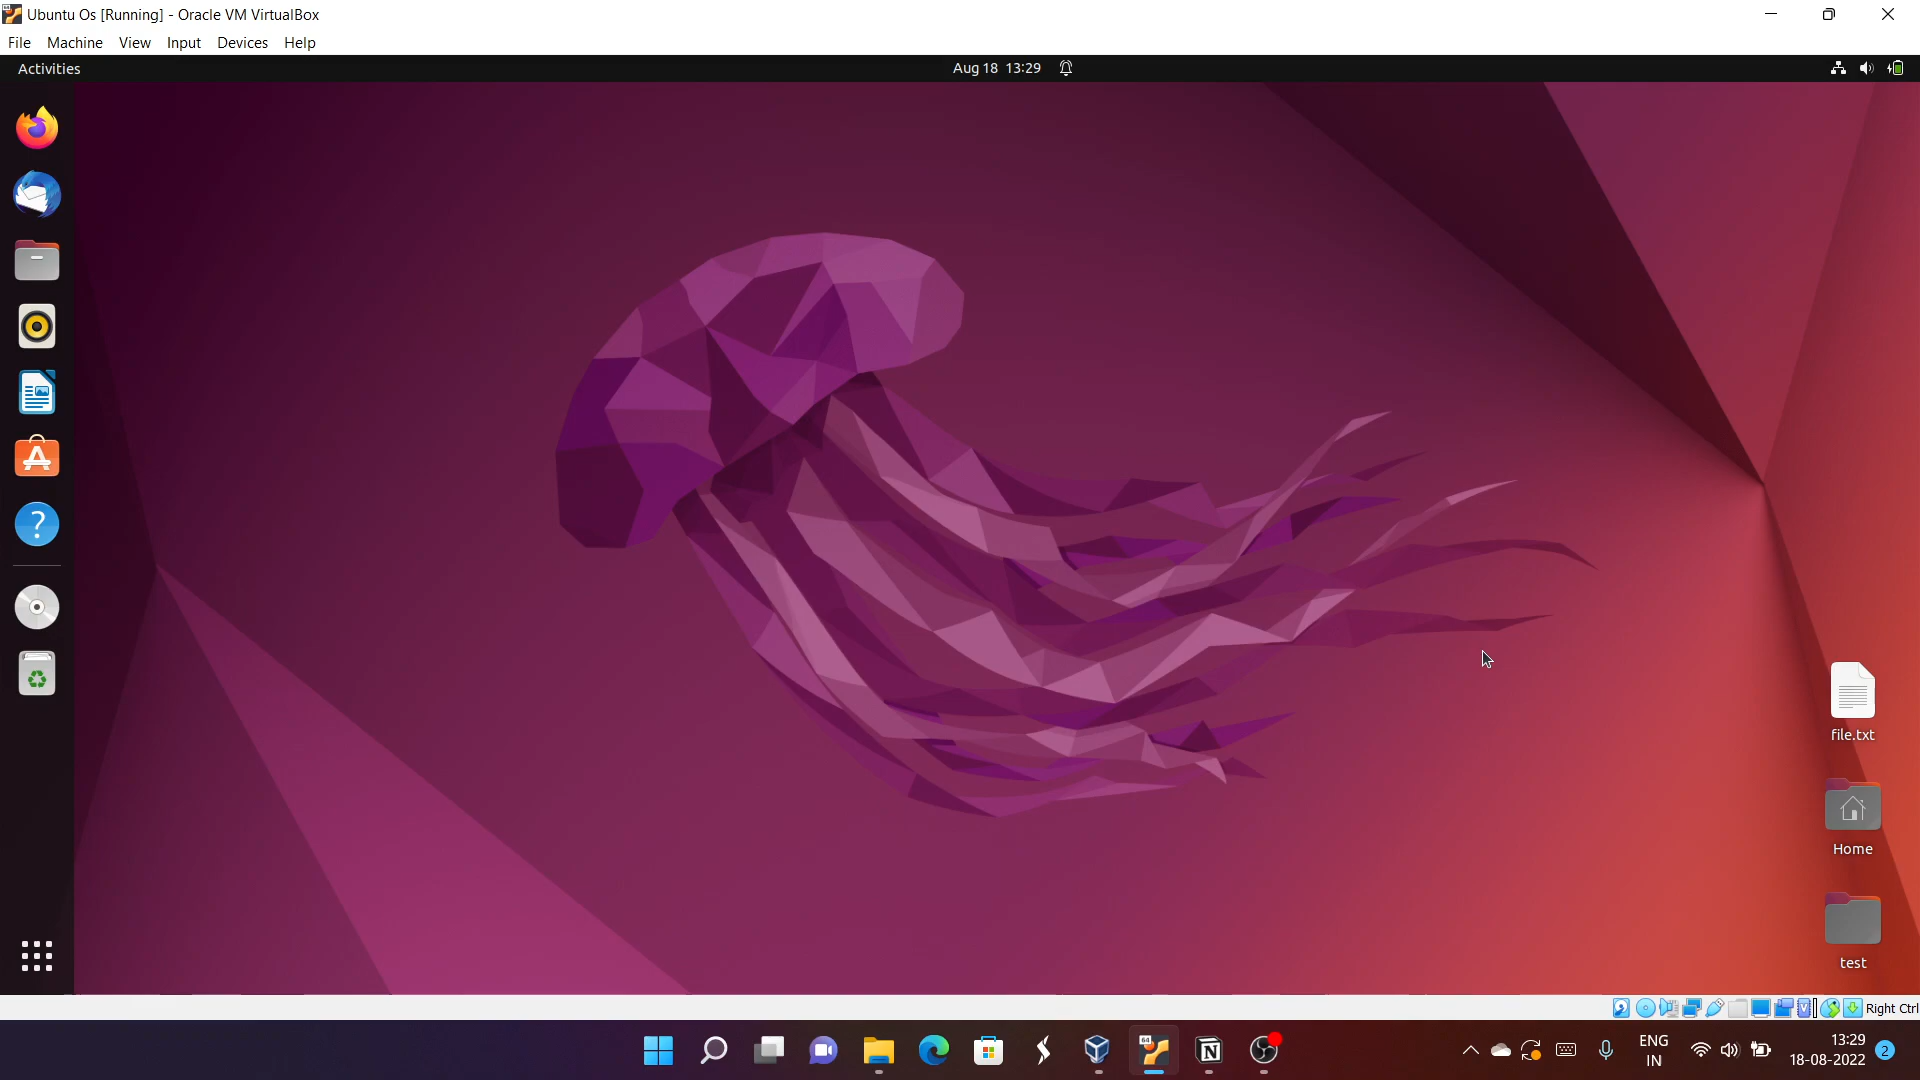 Ubuntu Os [Running] - Oracle VM VirtualBox
File Machine View Input Devices Help
Activities
Aug 18 13:29
file.txt
Home
test
Right Ctrl
ENG
IN
13:29
18-08-2022
2